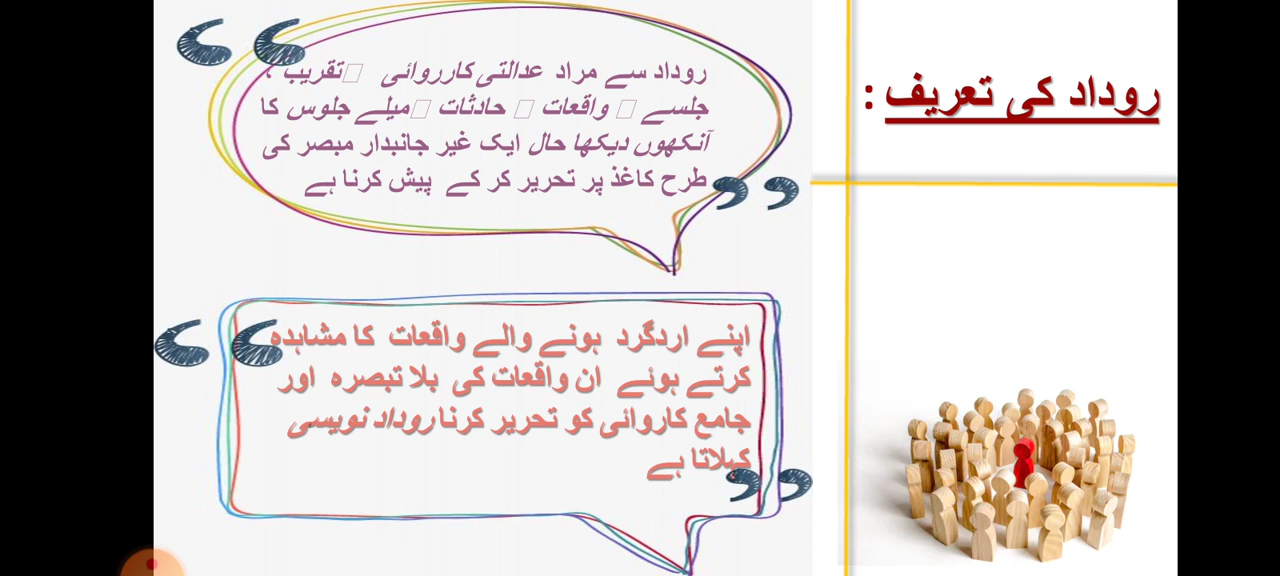 روداد کی تعریف :
روداد سے مراد عدالتی کارروائی تقریب ،
جلسے واقعات حادثات میلے جلوس کا
آنکھوں دیکھا حال ایک غیر جانبدار مبصر کی
طرح کاغذ پر تحریر کر کے پیش کرنا ہے
اپنے اردگرد ہونے والے واقعات کا مشاہدہ
کرتے ہوئے ان واقعات کی بلا تبصرہ اور
جامع کاروائی کو تحریر کرنا روداد نویسی
کہلاتا ہے